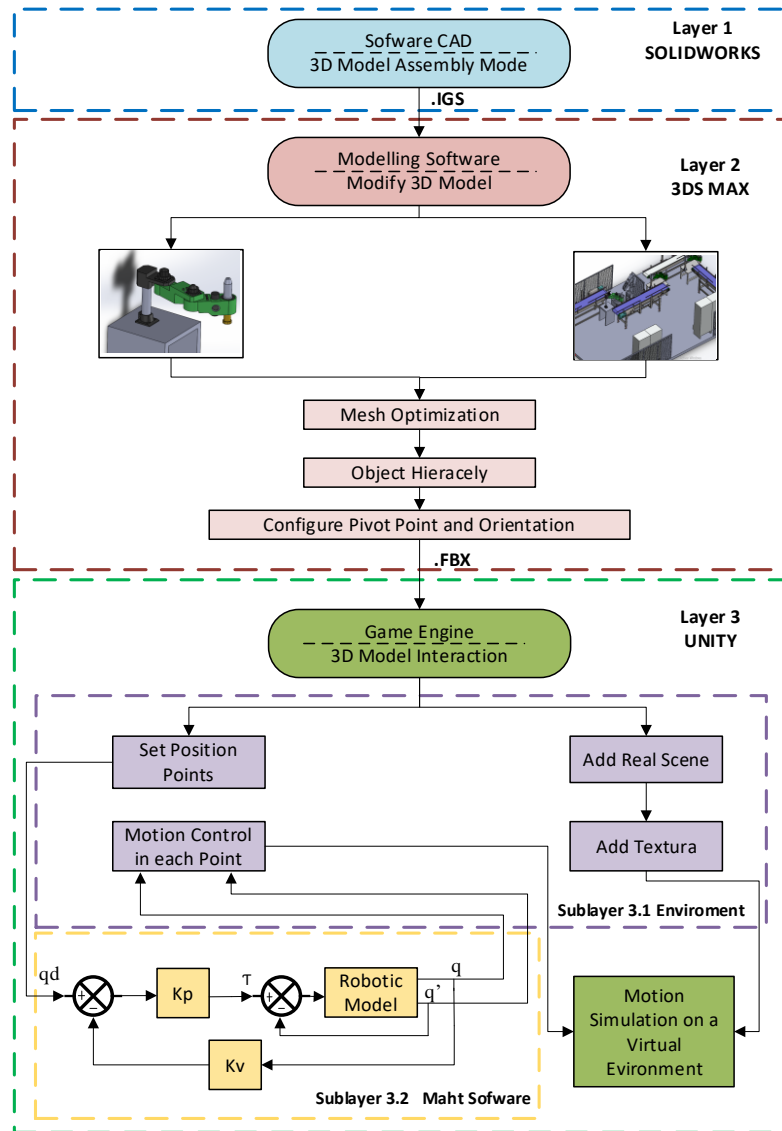 Layer 1
SOLIDWORKS
Sofware CAD
3D Model Assembly Mode
.IGS
Layer 2
3DS MAX
Modelling Software
Modify 3D Model
Mesh Optimization
Object Hieracely
Configure Pivot Point and Orientation
.FBX
Layer 3
UNITY
Game Engine
3D Model Interaction
Set Position
Points
Add Real Scene
Motion Control
in each Point
Add Textura
Sublayer 3.1 Enviroment
qd
+
−
Kp
τ
+
−
Robotic
Model
q
q’
Kv
Motion
Simulation on a
Virtual
Evironment
Sublayer 3.2 Maht Sofware